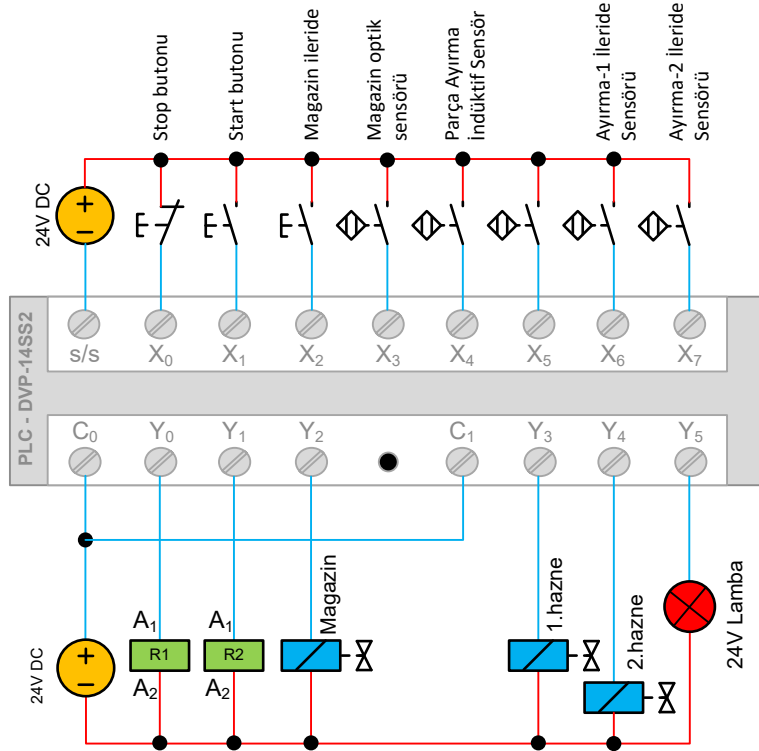 Stop butonu
Start butonu
Magazin ileride
Magazin optik
sensörü
Parça Ayırma
İndüktif Sensör
Ayırma-1 İleride
Sensörü
Ayırma-2 İleride
Sensörü
24V DC
+
−
PLC - DVP-14SS2
s/s
X0
X1
X2
X3
X4
X5
X6
X7
C0
Y0
Y1
Y2
C1
Y3
Y4
Y5
24V DC
+
−
A1
R1
A2
A1
R2
A2
Magazin
1.hazne
2.hazne
24V Lamba